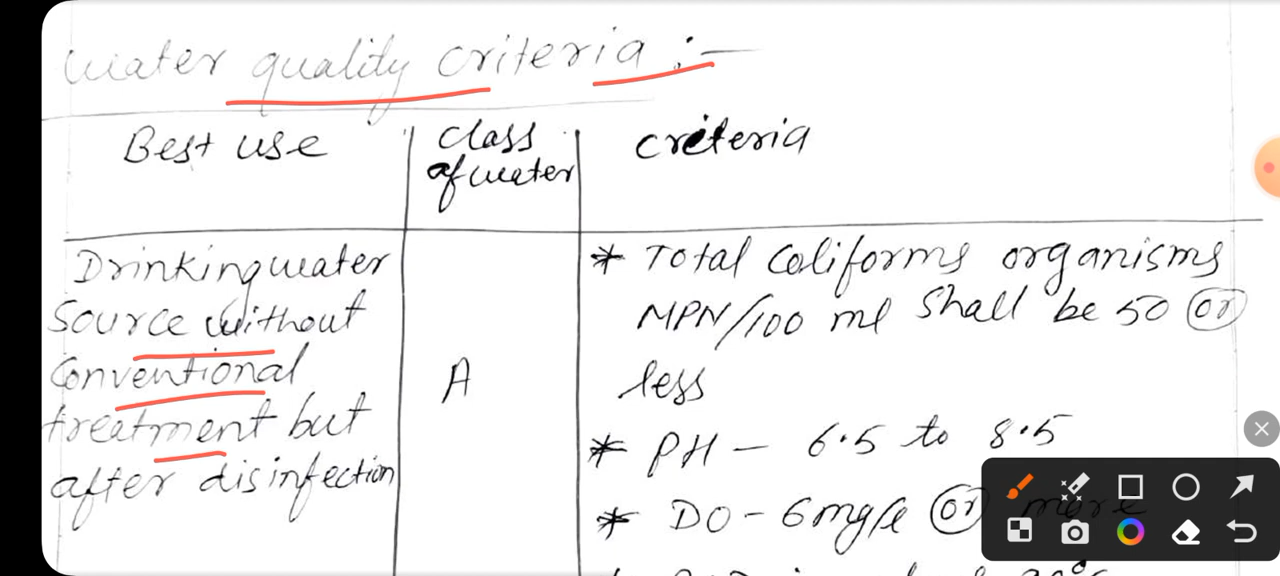 Water quality criteria :-
Best use
Class of water
criteria
Drinking water
Source without
Conventional
treatment but
after disinfection
A
* Total Coliforms organisms
MPN/100 ml Shall be 50 or
less
* PH - 6.5 to 8.5
* DO - 6mg/l or more